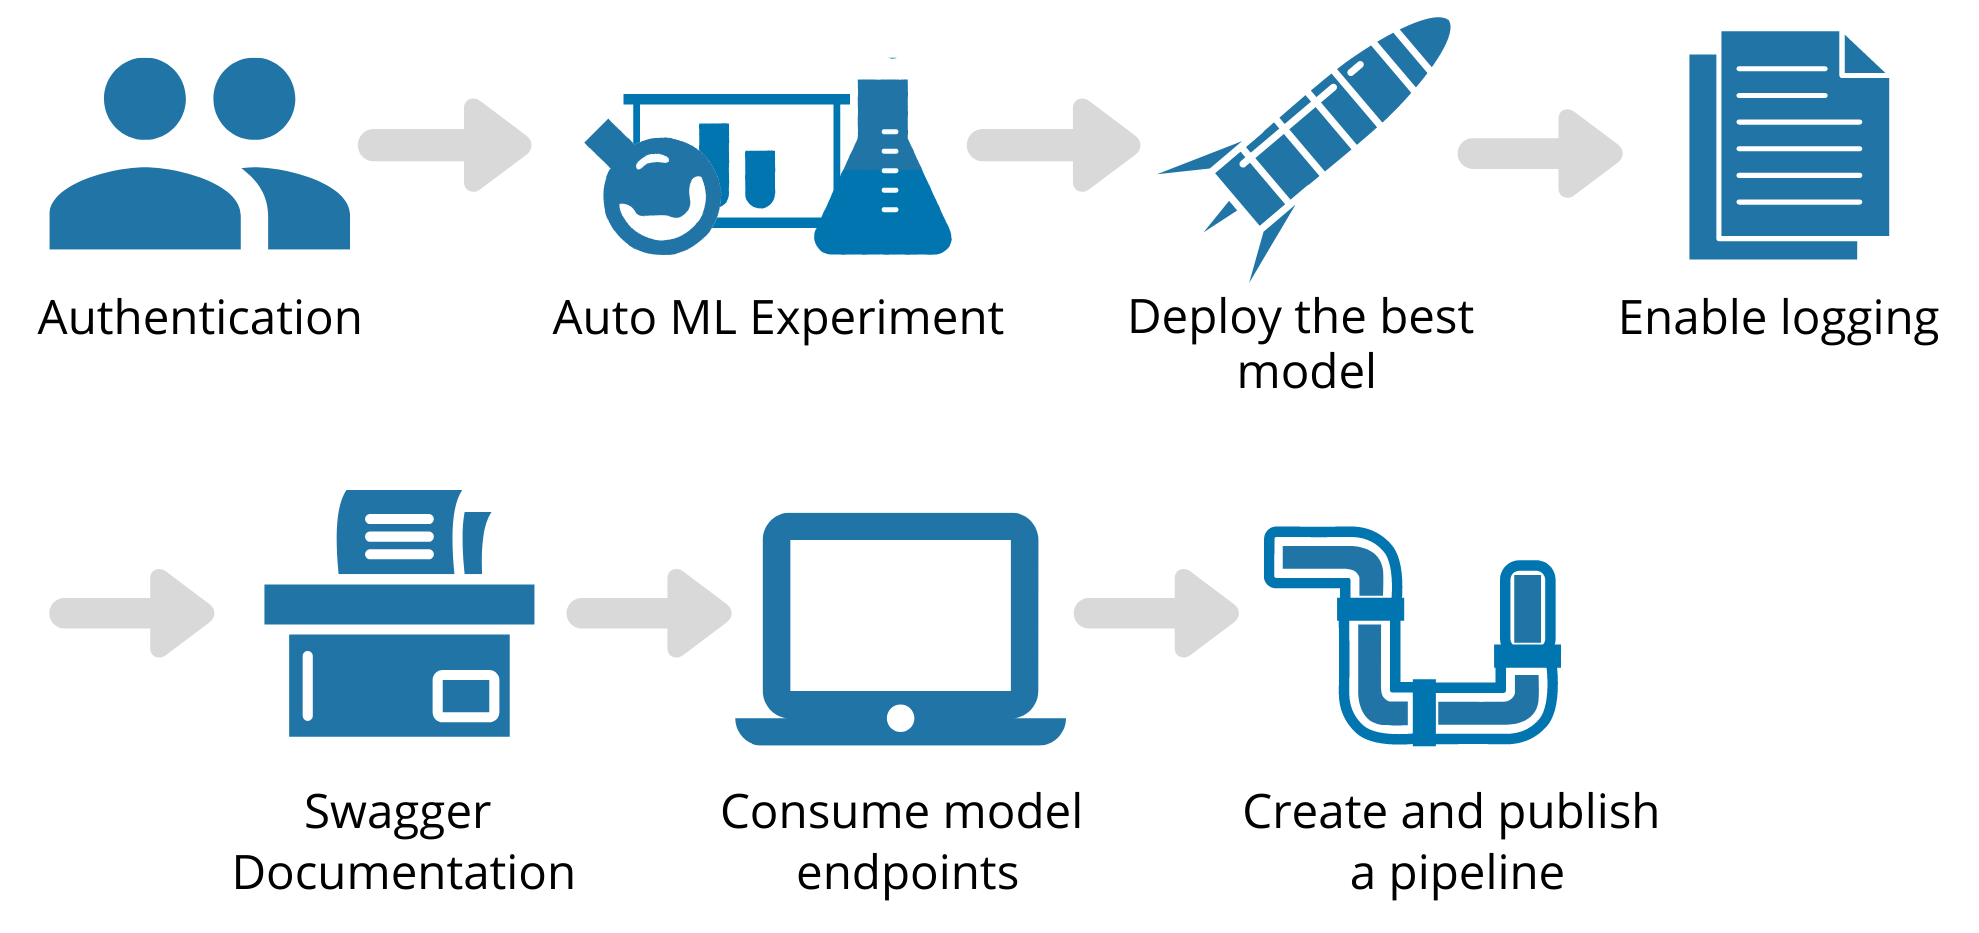 Authentication
Auto ML Experiment
Deploy the best
model
Enable logging
Swagger
Documentation
Consume model
endpoints
Create and publish
a pipeline